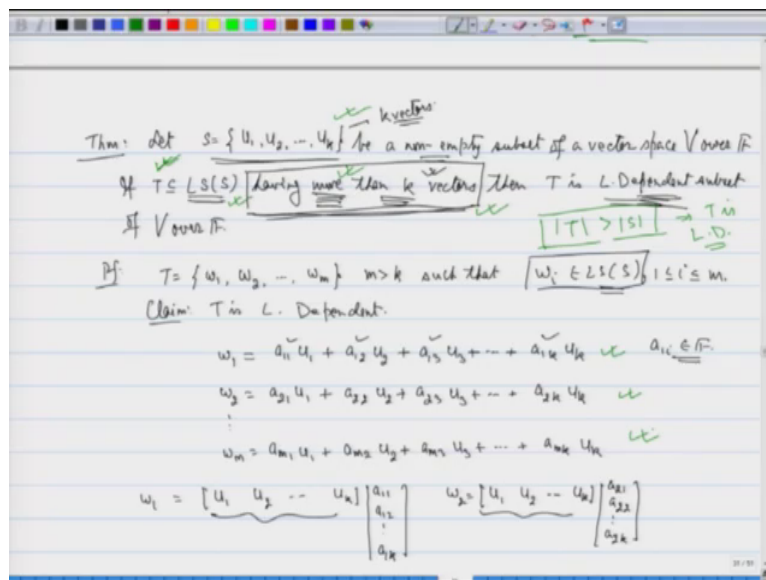 k vectors
Thm: Let S = { u₁, u₂, ..., uₖ } be a non-empty subset of a vector space V over F
If T ⊆ LS(S) having more than k vectors then T is L. Dependent subset
of V over F.
|T| > |S| → T is
L.D.
Pf: T = { w₁, w₂, ..., wₘ } m>k such that wᵢ ∈ LS(S), 1 ≤ i ≤ m.
Claim: T is L. Dependent.
w₁ = a₁₁ u₁ + a₁₂ u₂ + a₁₃ u₃ + ... + a₁ₖ uₖ a₁ᵢ ∈ F.
w₂ = a₂₁ u₁ + a₂₂ u₂ + a₂₃ u₃ + ... + a₂ₖ uₖ
⋮
wₘ = aₘ₁ u₁ + aₘ₂ u₂ + aₘ₃ u₃ + ... + aₘₖ uₖ
w₁ = [u₁ u₂ ... uₖ] [a₁₁ a₁₂ ⋮ a₁ₖ] w₂ = [u₁ u₂ ... uₖ] [a₂₁ a₂₂ ⋮ a₂ₖ]